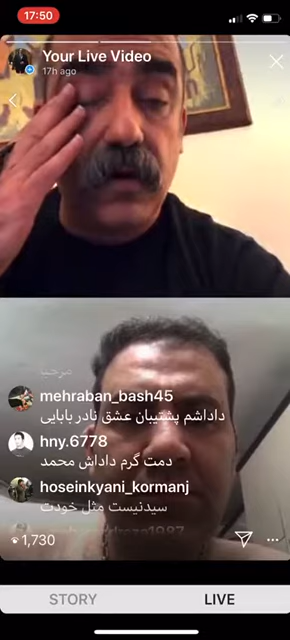 17:50
Your Live Video
17h ago
مرحبا
mehraban_bash45
داداشم پشتیبان عشق نادر بابایی
hny.6778
دمت گرم داداش محمد
hoseinkyani_kormanj
سیدنیست مثل خودت
1,730
STORY
LIVE